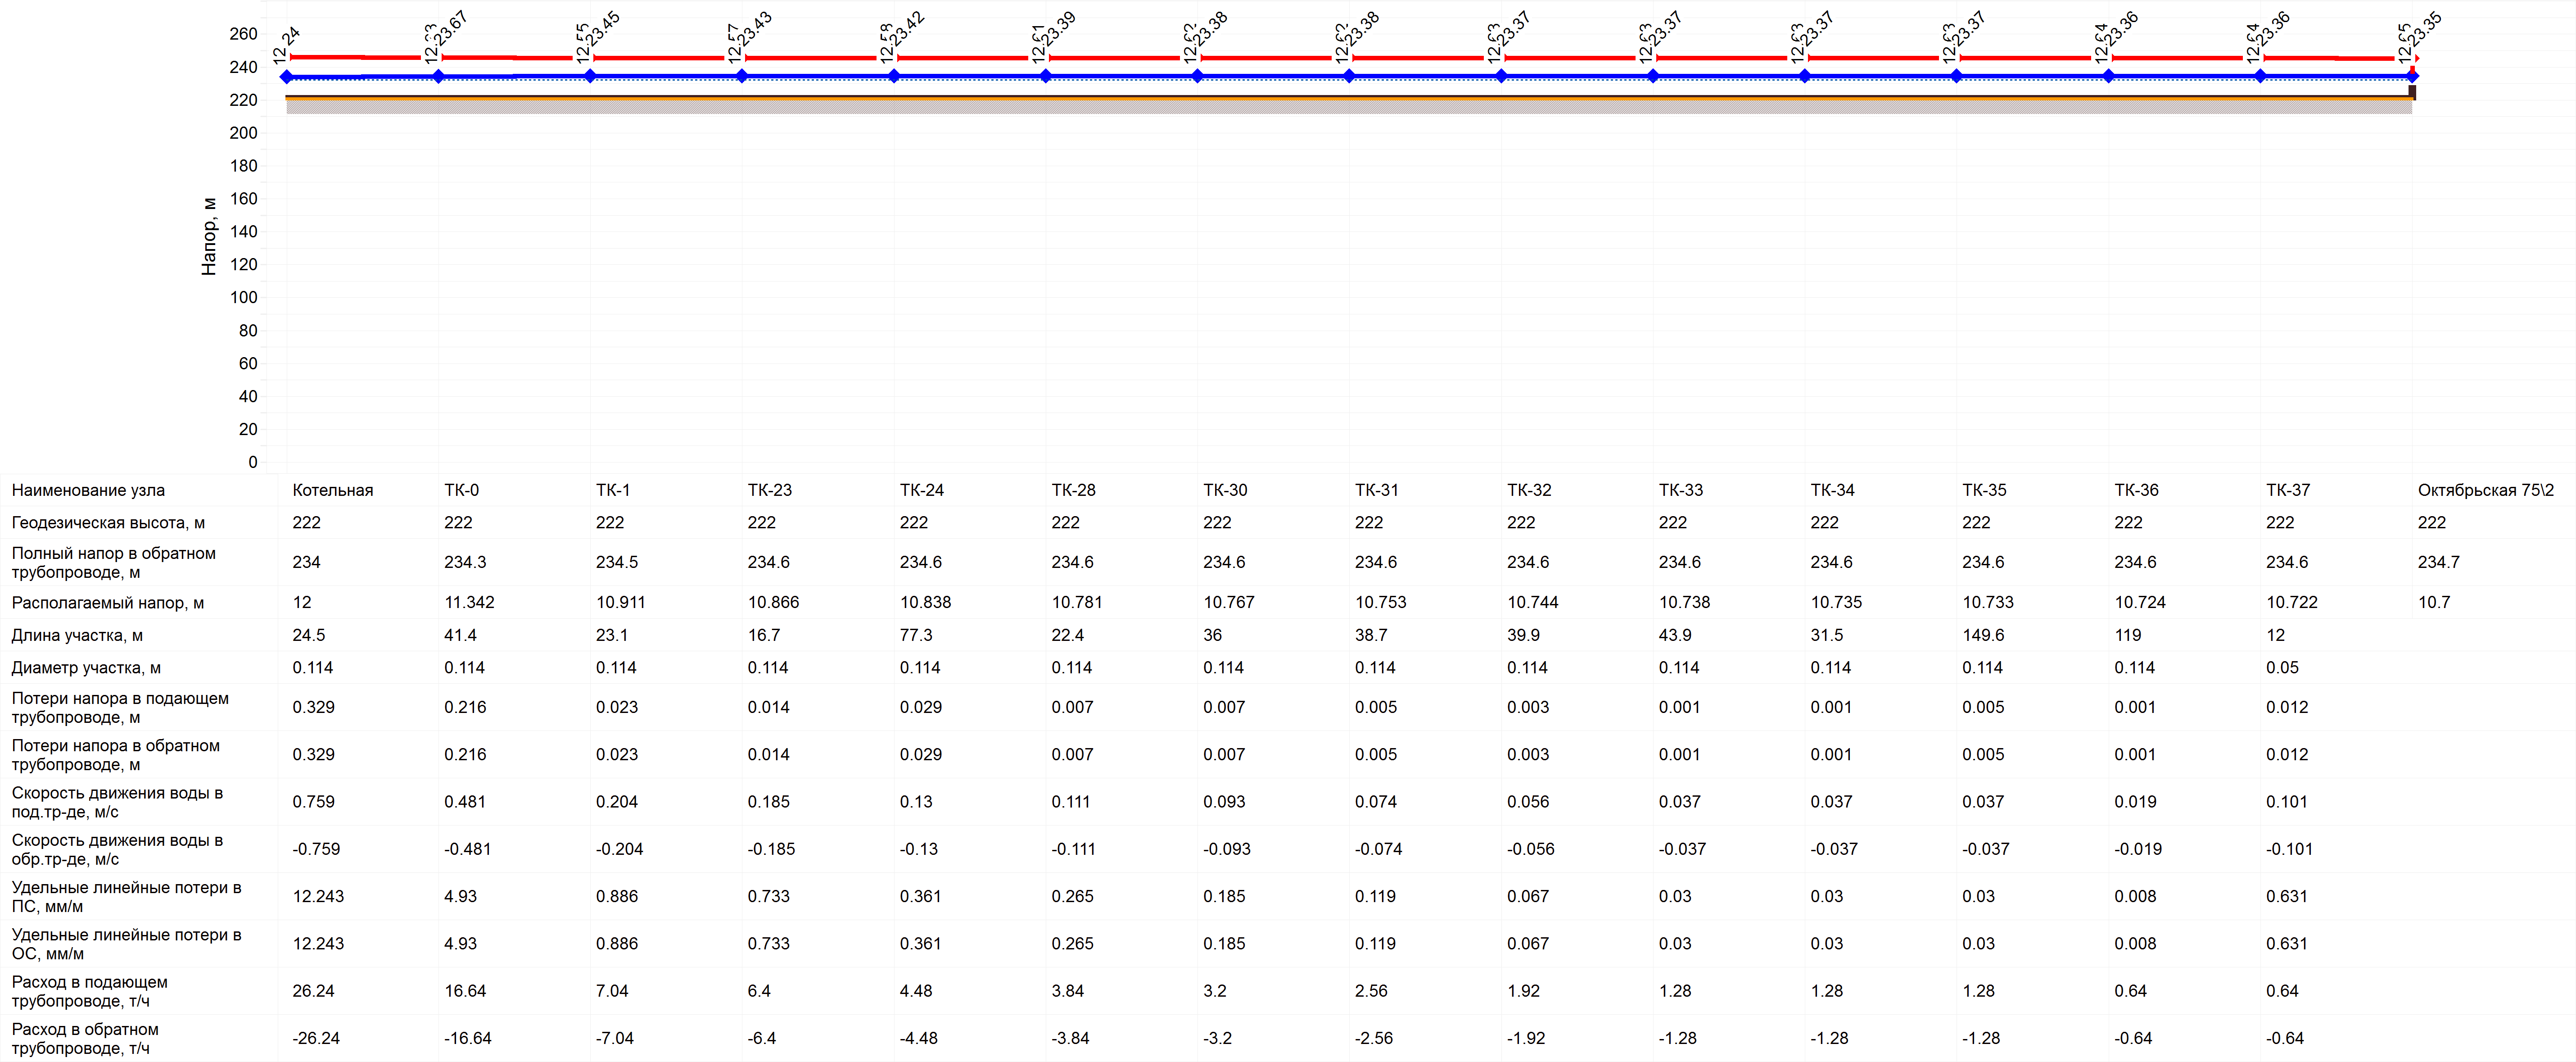 260
240
220
200
180
160
140
120
100
80
60
40
20
0
Напор, м
24
23.67
23.45
23.43
23.42
23.39
23.38
23.38
23.37
23.37
23.37
23.37
23.36
23.36
23.35
Наименование узла Котельная ТК-0 ТК-1 ТК-23 ТК-24 ТК-28 ТК-30 ТК-31 ТК-32 ТК-33 ТК-34 ТК-35 ТК-36 ТК-37 Октябрьская 75\2
Геодезическая высота, м 222 222 222 222 222 222 222 222 222 222 222 222 222 222 222
Полный напор в обратном
трубопроводе, м 234 234.3 234.5 234.6 234.6 234.6 234.6 234.6 234.6 234.6 234.6 234.6 234.6 234.6 234.7
Располагаемый напор, м 12 11.342 10.911 10.866 10.838 10.781 10.767 10.753 10.744 10.738 10.735 10.733 10.724 10.722 10.7
Длина участка, м 24.5 41.4 23.1 16.7 77.3 22.4 36 38.7 39.9 43.9 31.5 149.6 119 12
Диаметр участка, м 0.114 0.114 0.114 0.114 0.114 0.114 0.114 0.114 0.114 0.114 0.114 0.114 0.114 0.05
Потери напора в подающем
трубопроводе, м 0.329 0.216 0.023 0.014 0.029 0.007 0.007 0.005 0.003 0.001 0.001 0.005 0.001 0.012
Потери напора в обратном
трубопроводе, м 0.329 0.216 0.023 0.014 0.029 0.007 0.007 0.005 0.003 0.001 0.001 0.005 0.001 0.012
Скорость движения воды в
под.тр-де, м/с 0.759 0.481 0.204 0.185 0.13 0.111 0.093 0.074 0.056 0.037 0.037 0.037 0.019 0.101
Скорость движения воды в
обр.тр-де, м/с -0.759 -0.481 -0.204 -0.185 -0.13 -0.111 -0.093 -0.074 -0.056 -0.037 -0.037 -0.037 -0.019 -0.101
Удельные линейные потери в
ПС, мм/м 12.243 4.93 0.886 0.733 0.361 0.265 0.185 0.119 0.067 0.03 0.03 0.03 0.008 0.631
Удельные линейные потери в
ОС, мм/м 12.243 4.93 0.886 0.733 0.361 0.265 0.185 0.119 0.067 0.03 0.03 0.03 0.008 0.631
Расход в подающем
трубопроводе, т/ч 26.24 16.64 7.04 6.4 4.48 3.84 3.2 2.56 1.92 1.28 1.28 1.28 0.64 0.64
Расход в обратном
трубопроводе, т/ч -26.24 -16.64 -7.04 -6.4 -4.48 -3.84 -3.2 -2.56 -1.92 -1.28 -1.28 -1.28 -0.64 -0.64